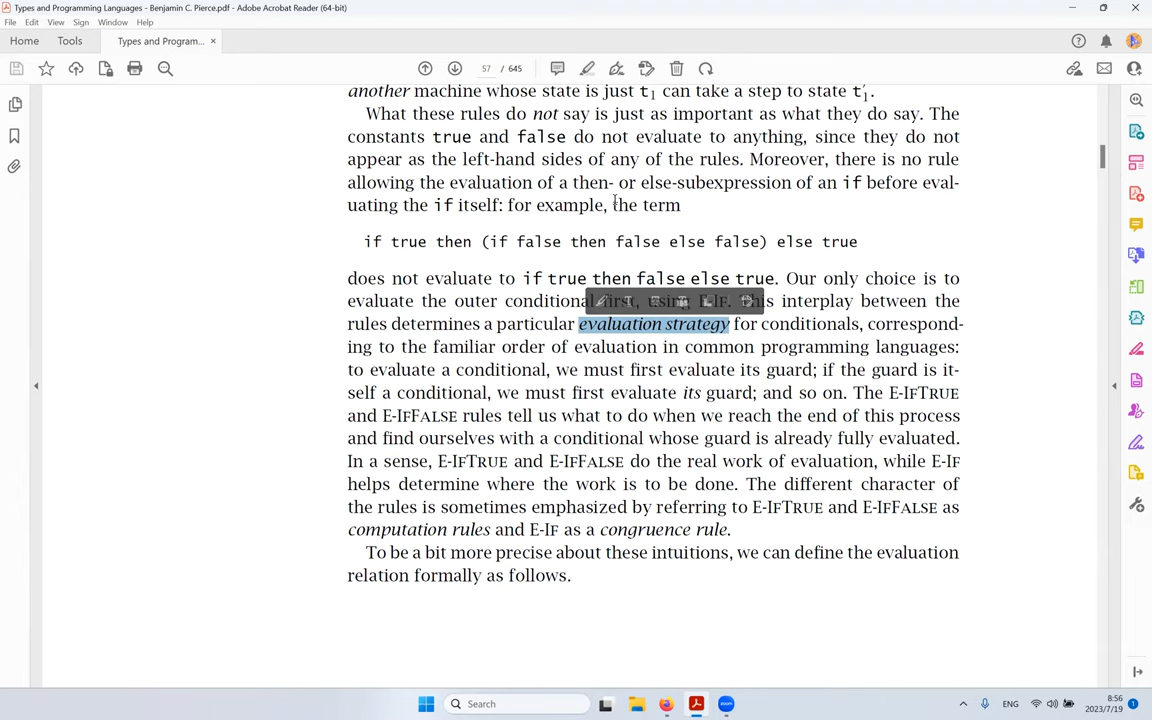 Types and Programming Languages - Benjamin C. Pierce.pdf - Adobe Acrobat Reader (64-bit)
File Edit View Sign Window Help
Home Tools Types and Program... ×
57 / 645
another machine whose state is just t1 can take a step to state t′1.
What these rules do not say is just as important as what they do say. The
constants true and false do not evaluate to anything, since they do not
appear as the left-hand sides of any of the rules. Moreover, there is no rule
allowing the evaluation of a then- or else-subexpression of an if before eval-
uating the if itself: for example, the term
if true then (if false then false else false) else true
does not evaluate to if true then false else true. Our only choice is to
evaluate the outer conditional first, using E-IF. This interplay between the
rules determines a particular evaluation strategy for conditionals, correspond-
ing to the familiar order of evaluation in common programming languages:
to evaluate a conditional, we must first evaluate its guard; if the guard is it-
self a conditional, we must first evaluate its guard; and so on. The E-IFTRUE
and E-IFFALSE rules tell us what to do when we reach the end of this process
and find ourselves with a conditional whose guard is already fully evaluated.
In a sense, E-IFTRUE and E-IFFALSE do the real work of evaluation, while E-IF
helps determine where the work is to be done. The different character of
the rules is sometimes emphasized by referring to E-IFTRUE and E-IFFALSE as
computation rules and E-IF as a congruence rule.
To be a bit more precise about these intuitions, we can define the evaluation
relation formally as follows.
Search
zoom
ENG
8:56
2023/7/19
1